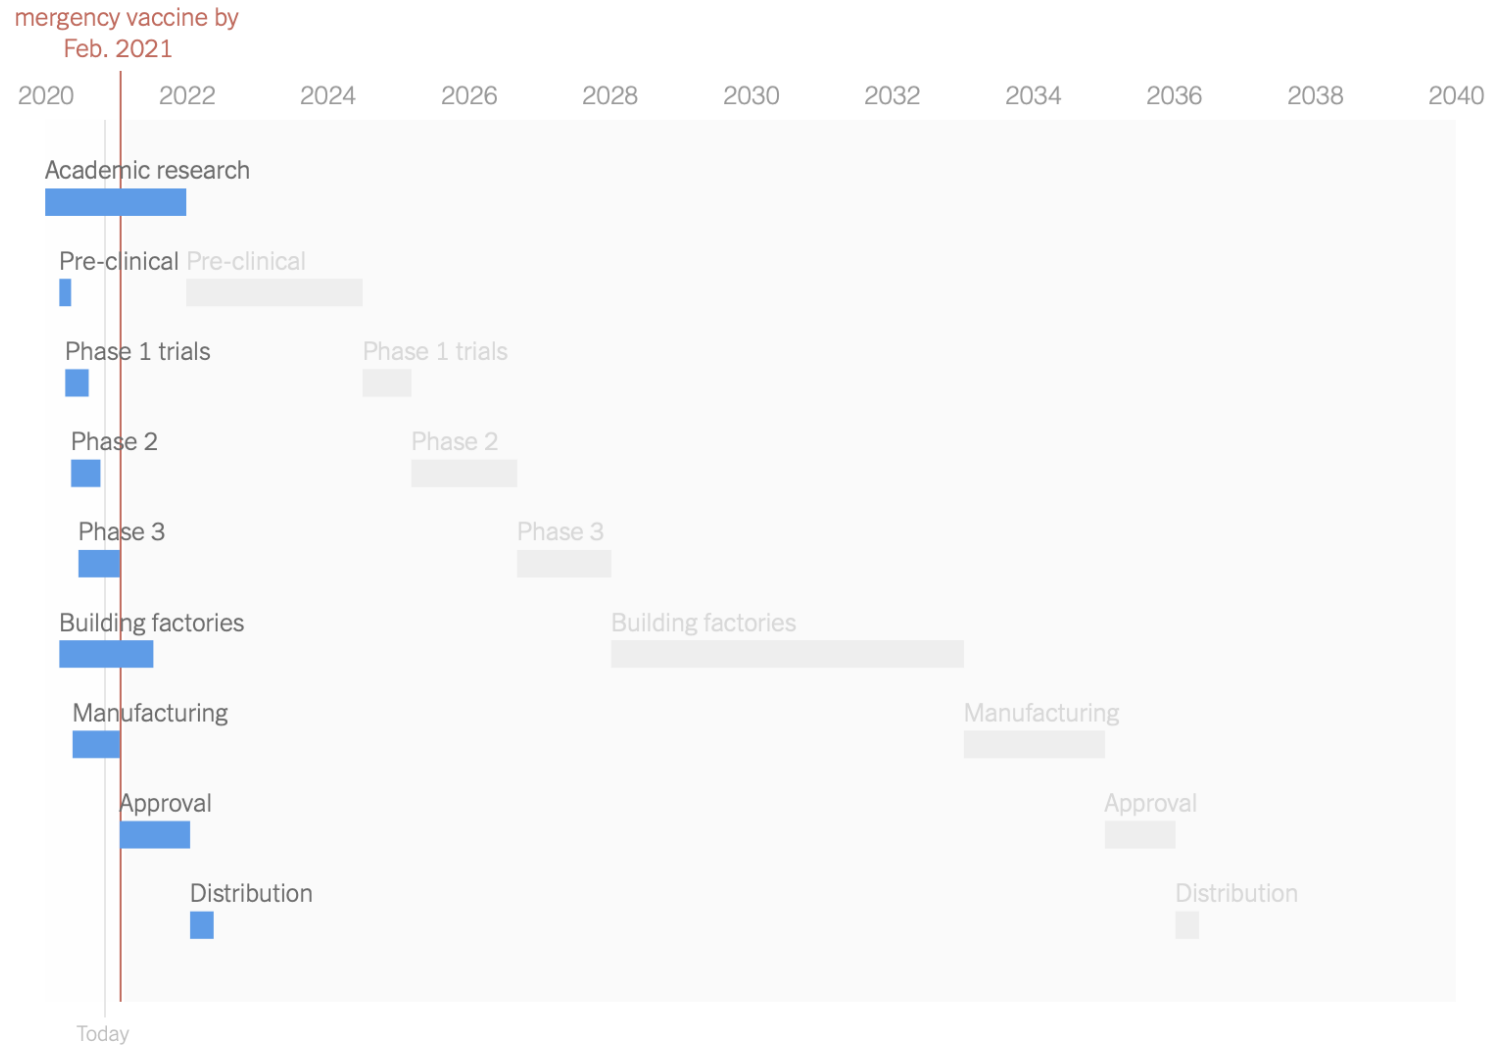 mergency vaccine by
Feb. 2021
2020 2022 2024 2026 2028 2030 2032 2034 2036 2038 2040
Academic research
Pre-clinical Pre-clinical
Phase 1 trials Phase 1 trials
Phase 2 Phase 2
Phase 3 Phase 3
Building factories Building factories
Manufacturing Manufacturing
Approval Approval
Distribution Distribution
Today